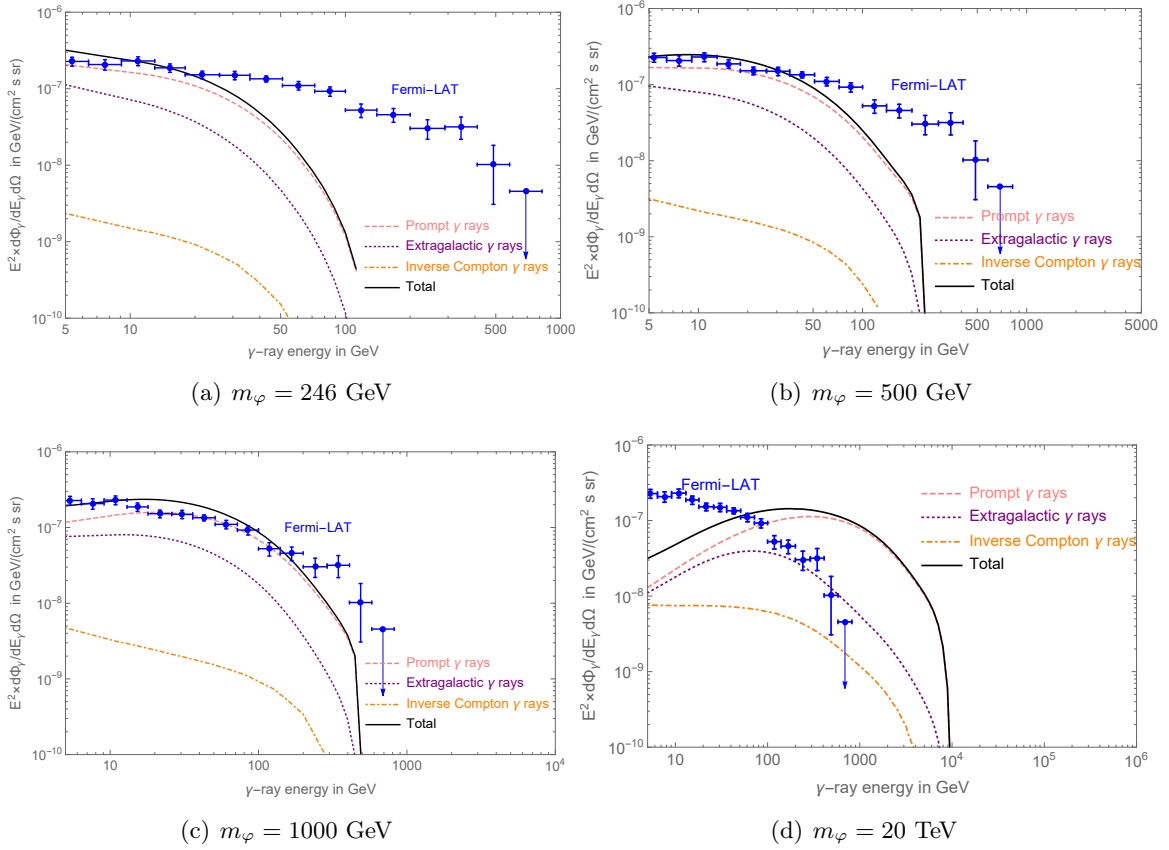 10⁻⁶
10⁻⁷
10⁻⁸
10⁻⁹
10⁻¹⁰
E²×dΦᵧ/dEᵧdΩ in GeV/(cm² s sr)
Fermi-LAT
Prompt γ rays
Extragalactic γ rays
Inverse Compton γ rays
Total
5 10 50 100 500 1000
γ-ray energy in GeV
(a) mφ = 246 GeV
10⁻⁶
10⁻⁷
10⁻⁸
10⁻⁹
10⁻¹⁰
E²×dΦᵧ/dEᵧdΩ in GeV/(cm² s sr)
Fermi-LAT
Prompt γ rays
Extragalactic γ rays
Inverse Compton γ rays
Total
5 10 50 100 500 1000 5000
γ-ray energy in GeV
(b) mφ = 500 GeV
10⁻⁶
10⁻⁷
10⁻⁸
10⁻⁹
10⁻¹⁰
E²×dΦᵧ/dEᵧdΩ in GeV/(cm² s sr)
Fermi-LAT
Prompt γ rays
Extragalactic γ rays
Inverse Compton γ rays
Total
10 100 1000 10⁴
γ-ray energy in GeV
(c) mφ = 1000 GeV
10⁻⁶
10⁻⁷
10⁻⁸
10⁻⁹
10⁻¹⁰
E²×dΦᵧ/dEᵧdΩ in GeV/(cm² s sr)
Fermi-LAT
Prompt γ rays
Extragalactic γ rays
Inverse Compton γ rays
Total
10 100 1000 10⁴ 10⁵ 10⁶
γ-ray energy in GeV
(d) mφ = 20 TeV